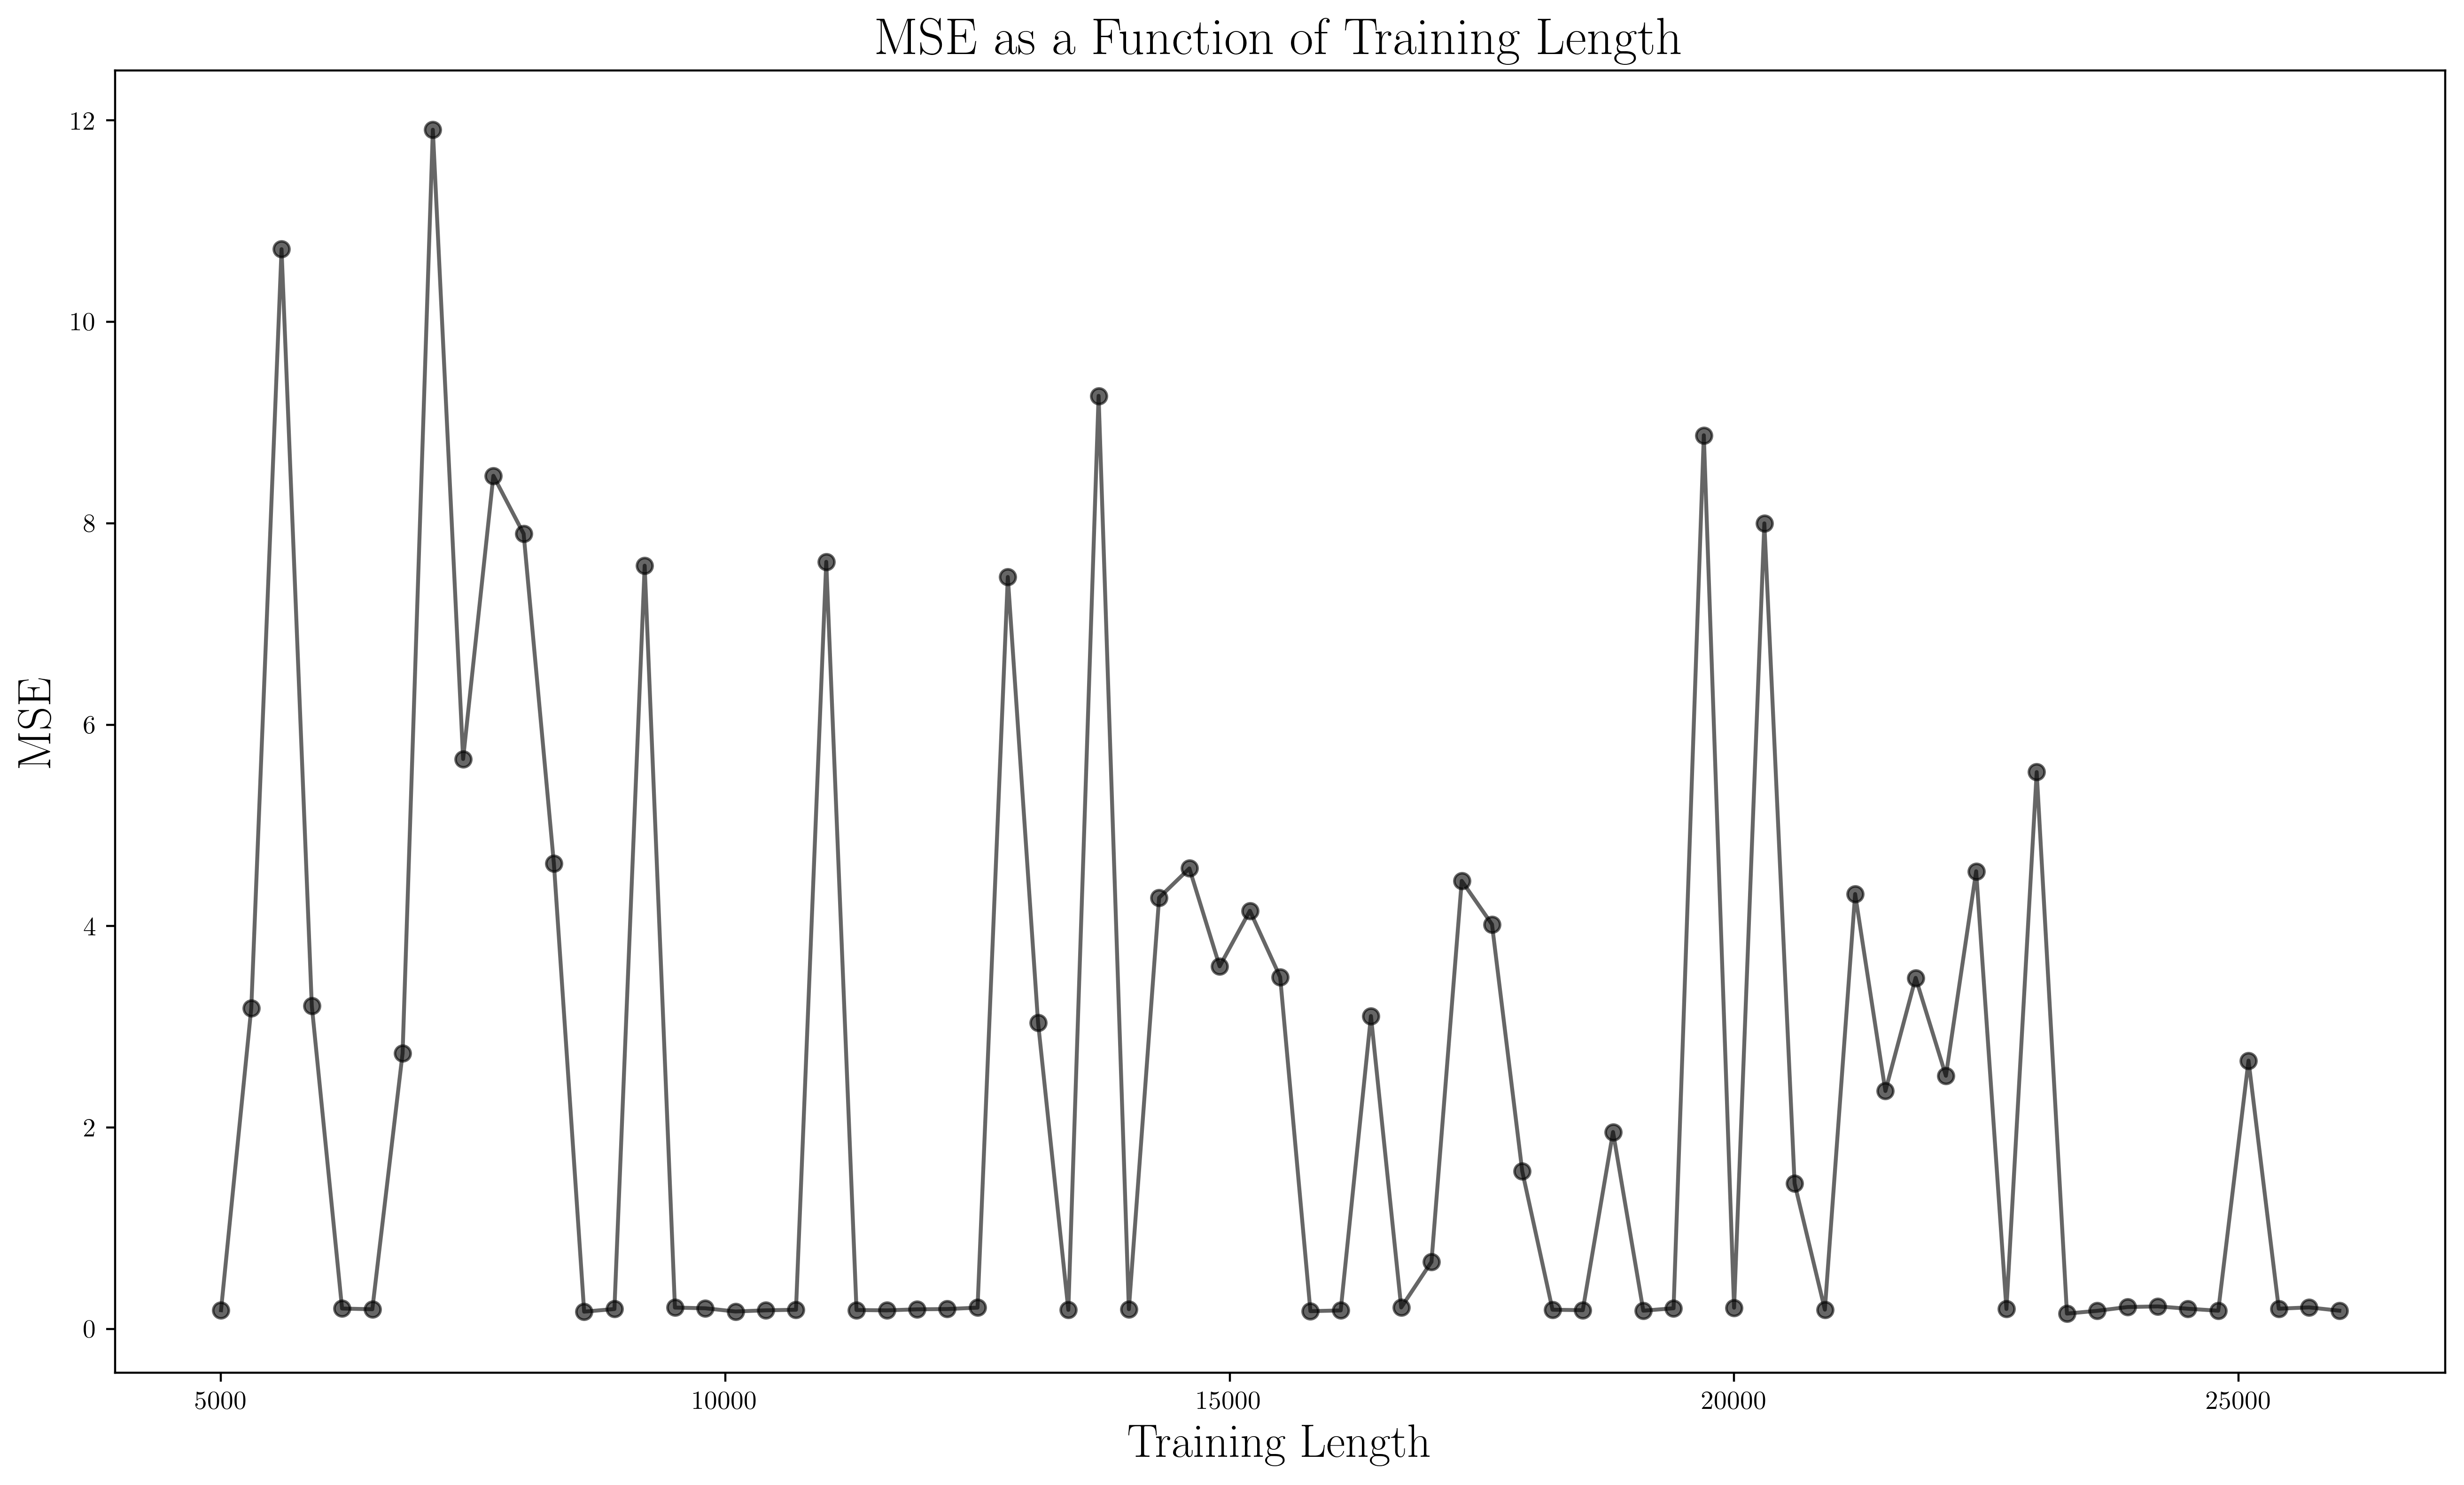 MSE as a Function of Training Length
12
10
8
6
4
2
0
MSE
5000 10000 15000 20000 25000
Training Length